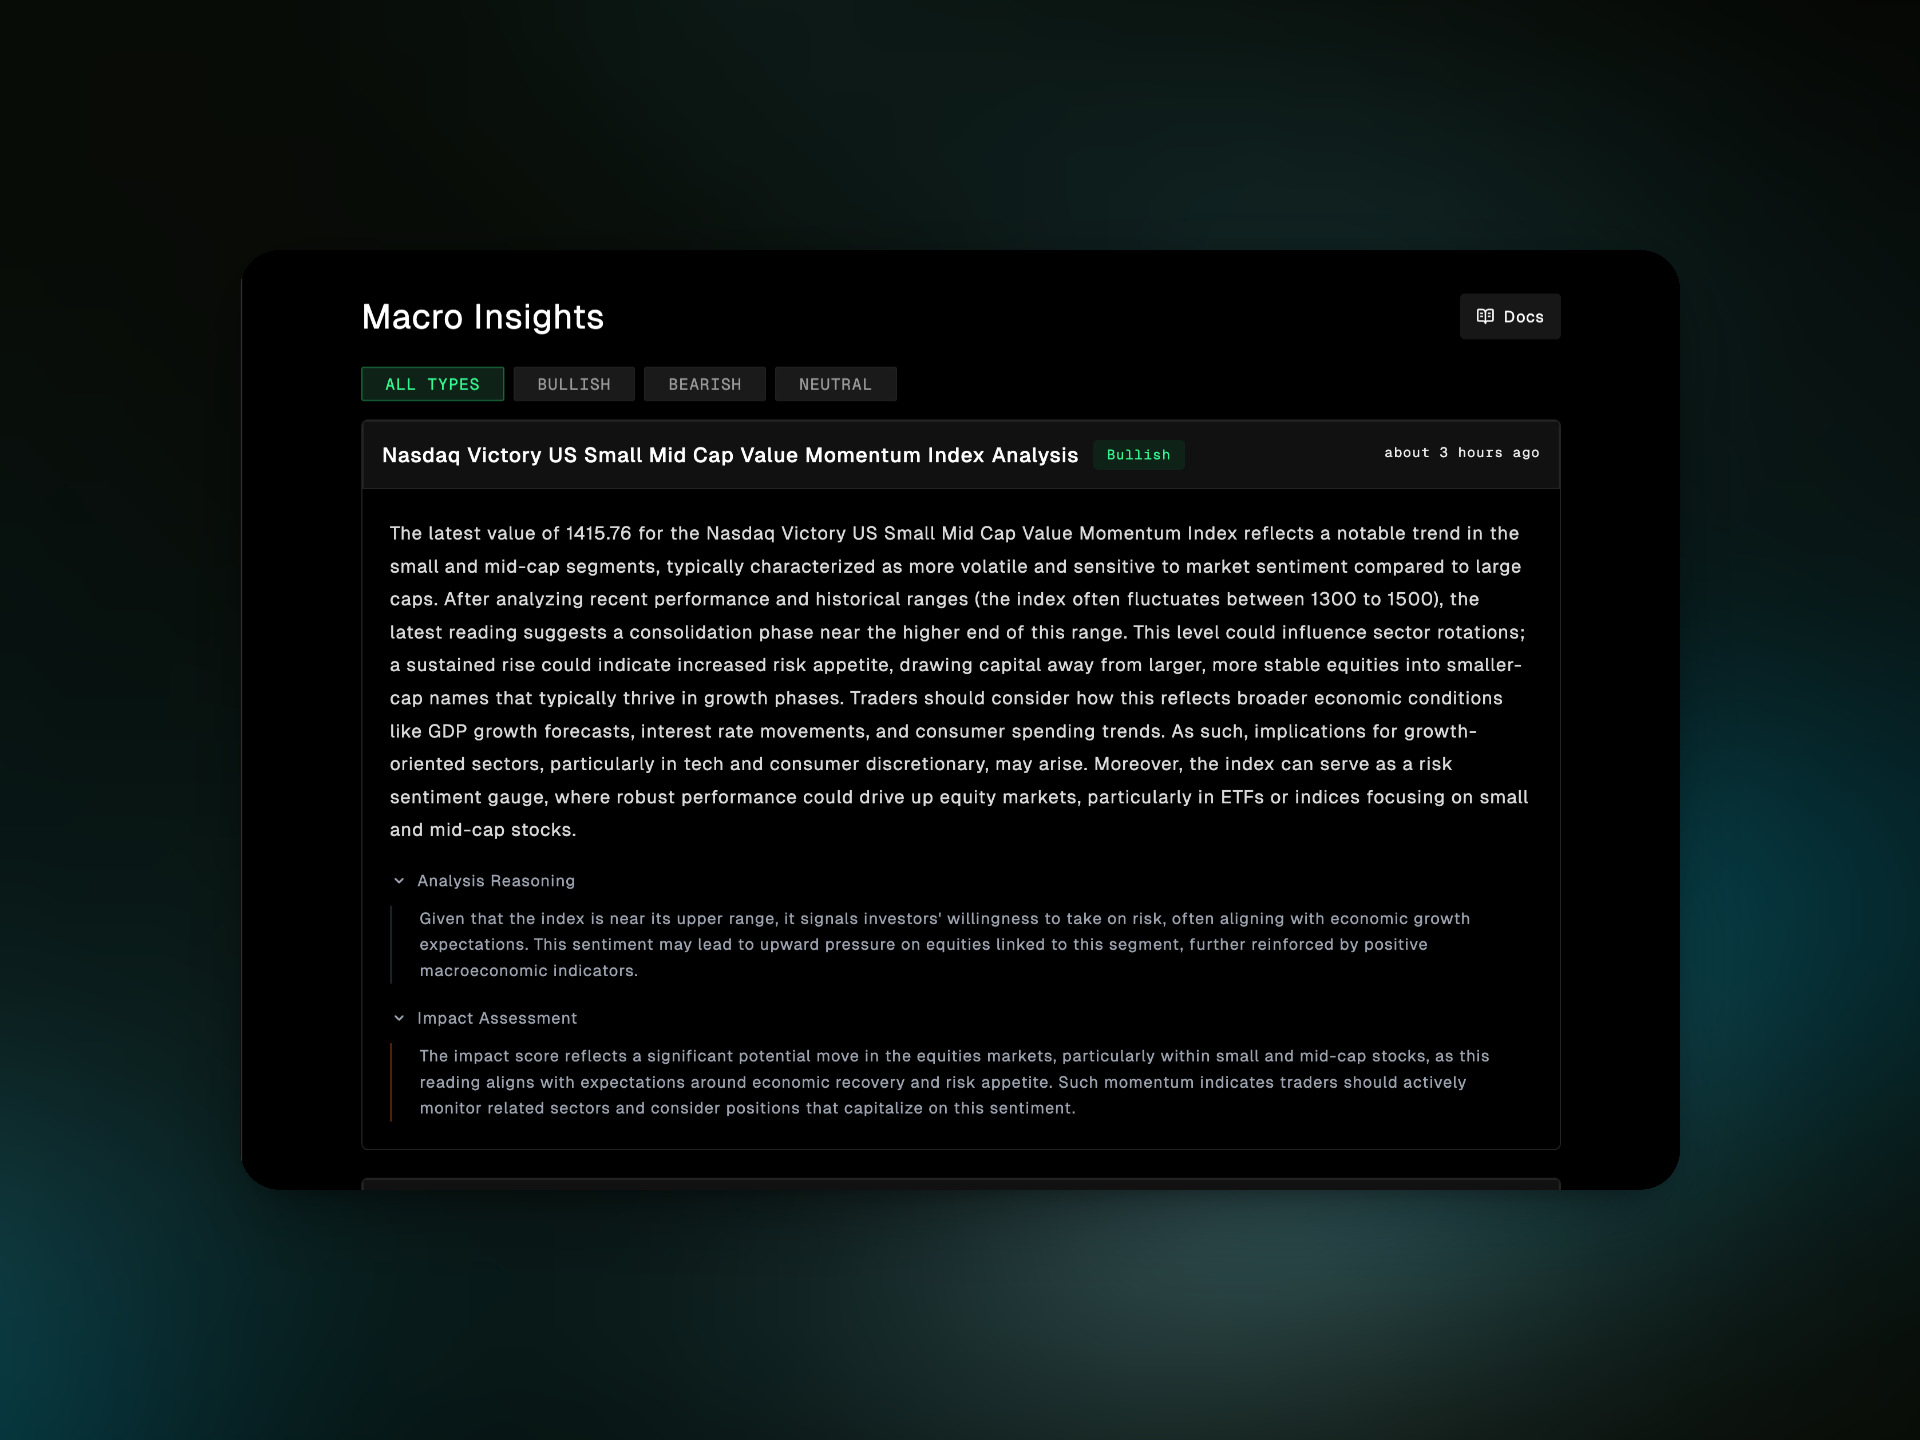 Macro Insights
Docs
ALL TYPES
BULLISH
BEARISH
NEUTRAL
Nasdaq Victory US Small Mid Cap Value Momentum Index Analysis
Bullish
about 3 hours ago
The latest value of 1415.76 for the Nasdaq Victory US Small Mid Cap Value Momentum Index reflects a notable trend in the
small and mid-cap segments, typically characterized as more volatile and sensitive to market sentiment compared to large
caps. After analyzing recent performance and historical ranges (the index often fluctuates between 1300 to 1500), the
latest reading suggests a consolidation phase near the higher end of this range. This level could influence sector rotations;
a sustained rise could indicate increased risk appetite, drawing capital away from larger, more stable equities into smaller-
cap names that typically thrive in growth phases. Traders should consider how this reflects broader economic conditions
like GDP growth forecasts, interest rate movements, and consumer spending trends. As such, implications for growth-
oriented sectors, particularly in tech and consumer discretionary, may arise. Moreover, the index can serve as a risk
sentiment gauge, where robust performance could drive up equity markets, particularly in ETFs or indices focusing on small
and mid-cap stocks.
Analysis Reasoning
Given that the index is near its upper range, it signals investors' willingness to take on risk, often aligning with economic growth
expectations. This sentiment may lead to upward pressure on equities linked to this segment, further reinforced by positive
macroeconomic indicators.
Impact Assessment
The impact score reflects a significant potential move in the equities markets, particularly within small and mid-cap stocks, as this
reading aligns with expectations around economic recovery and risk appetite. Such momentum indicates traders should actively
monitor related sectors and consider positions that capitalize on this sentiment.